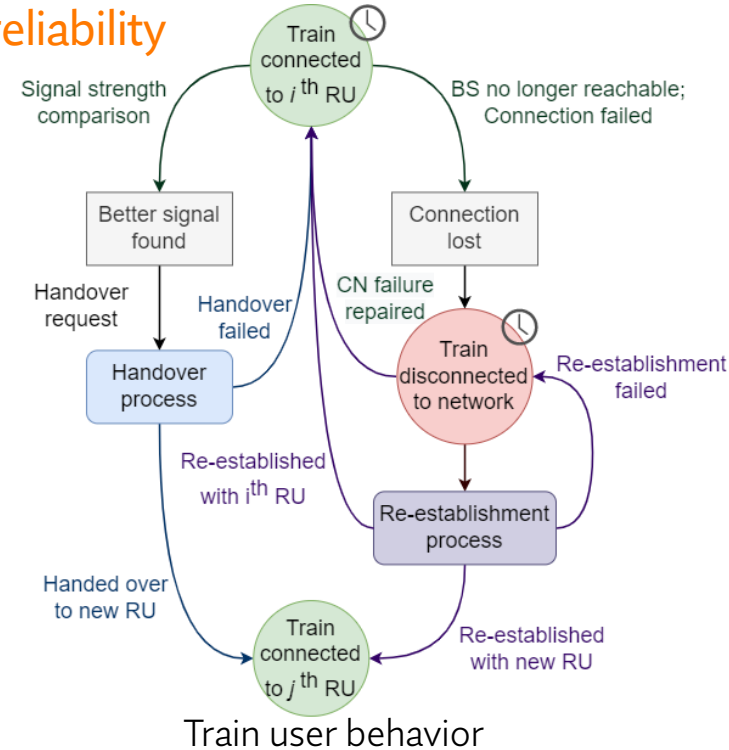 reliability
Train
connected
to i th RU
Signal strength
comparison
BS no longer reachable;
Connection failed
Better signal
found
Connection
lost
Handover
request
Handover
failed
CN failure
repaired
Handover
process
Train
disconnected
to network
Re-establishment
failed
Re-established
with ith RU
Re-establishment
process
Handed over
to new RU
Train
connected
to j th RU
Re-established
with new RU
Train user behavior